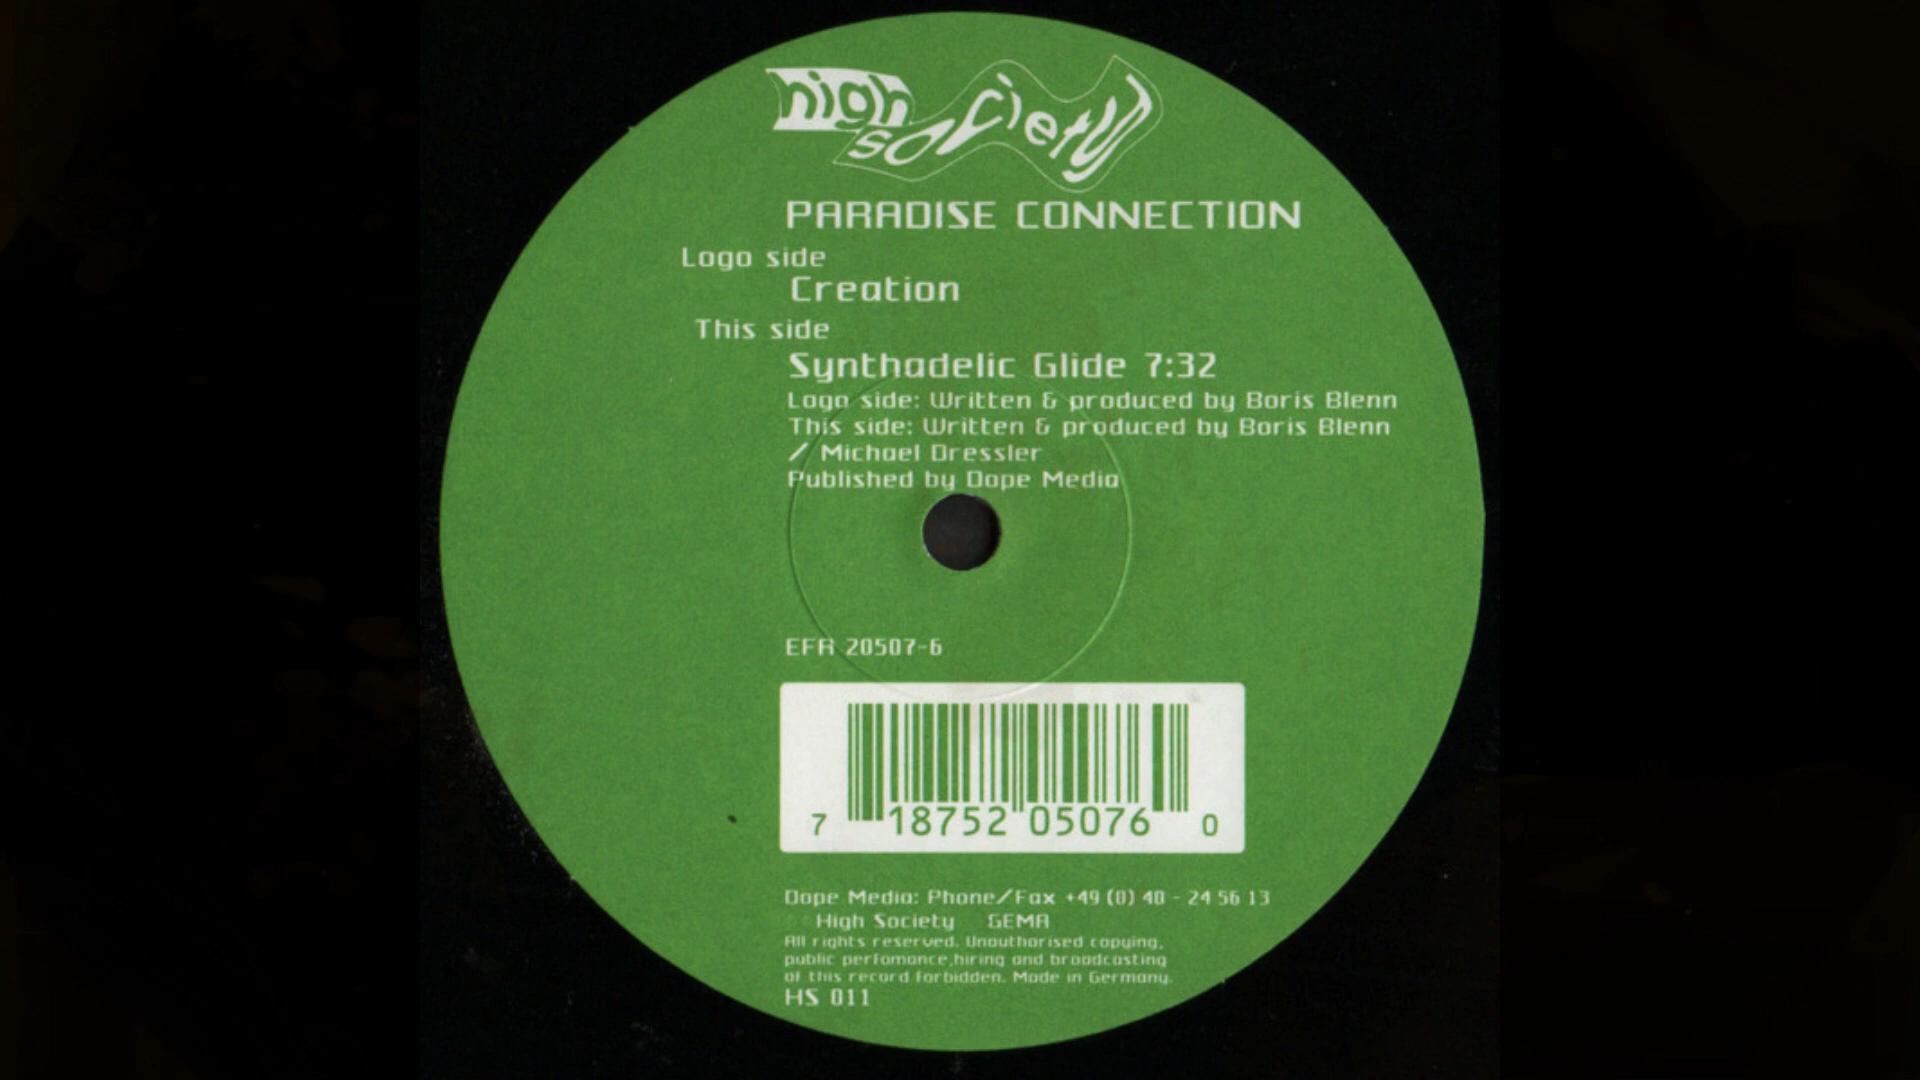 high
society
PARADISE CONNECTION
Logo side
Creation
This side
Synthadelic Glide 7:32
Logo side: Written & produced by Boris Blenn
This side: Written & produced by Boris Blenn
/ Michael Dressler
Published by Dope Media
EFA 20507-6
7 18752 05076 0
Dope Media: Phone/Fax +49 (0) 40 - 24 56 13
High Society GEMA
All rights reserved. Unauthorised copying,
public perfomance,hiring and broadcasting
of this record forbidden. Made in Germany.
HS 011